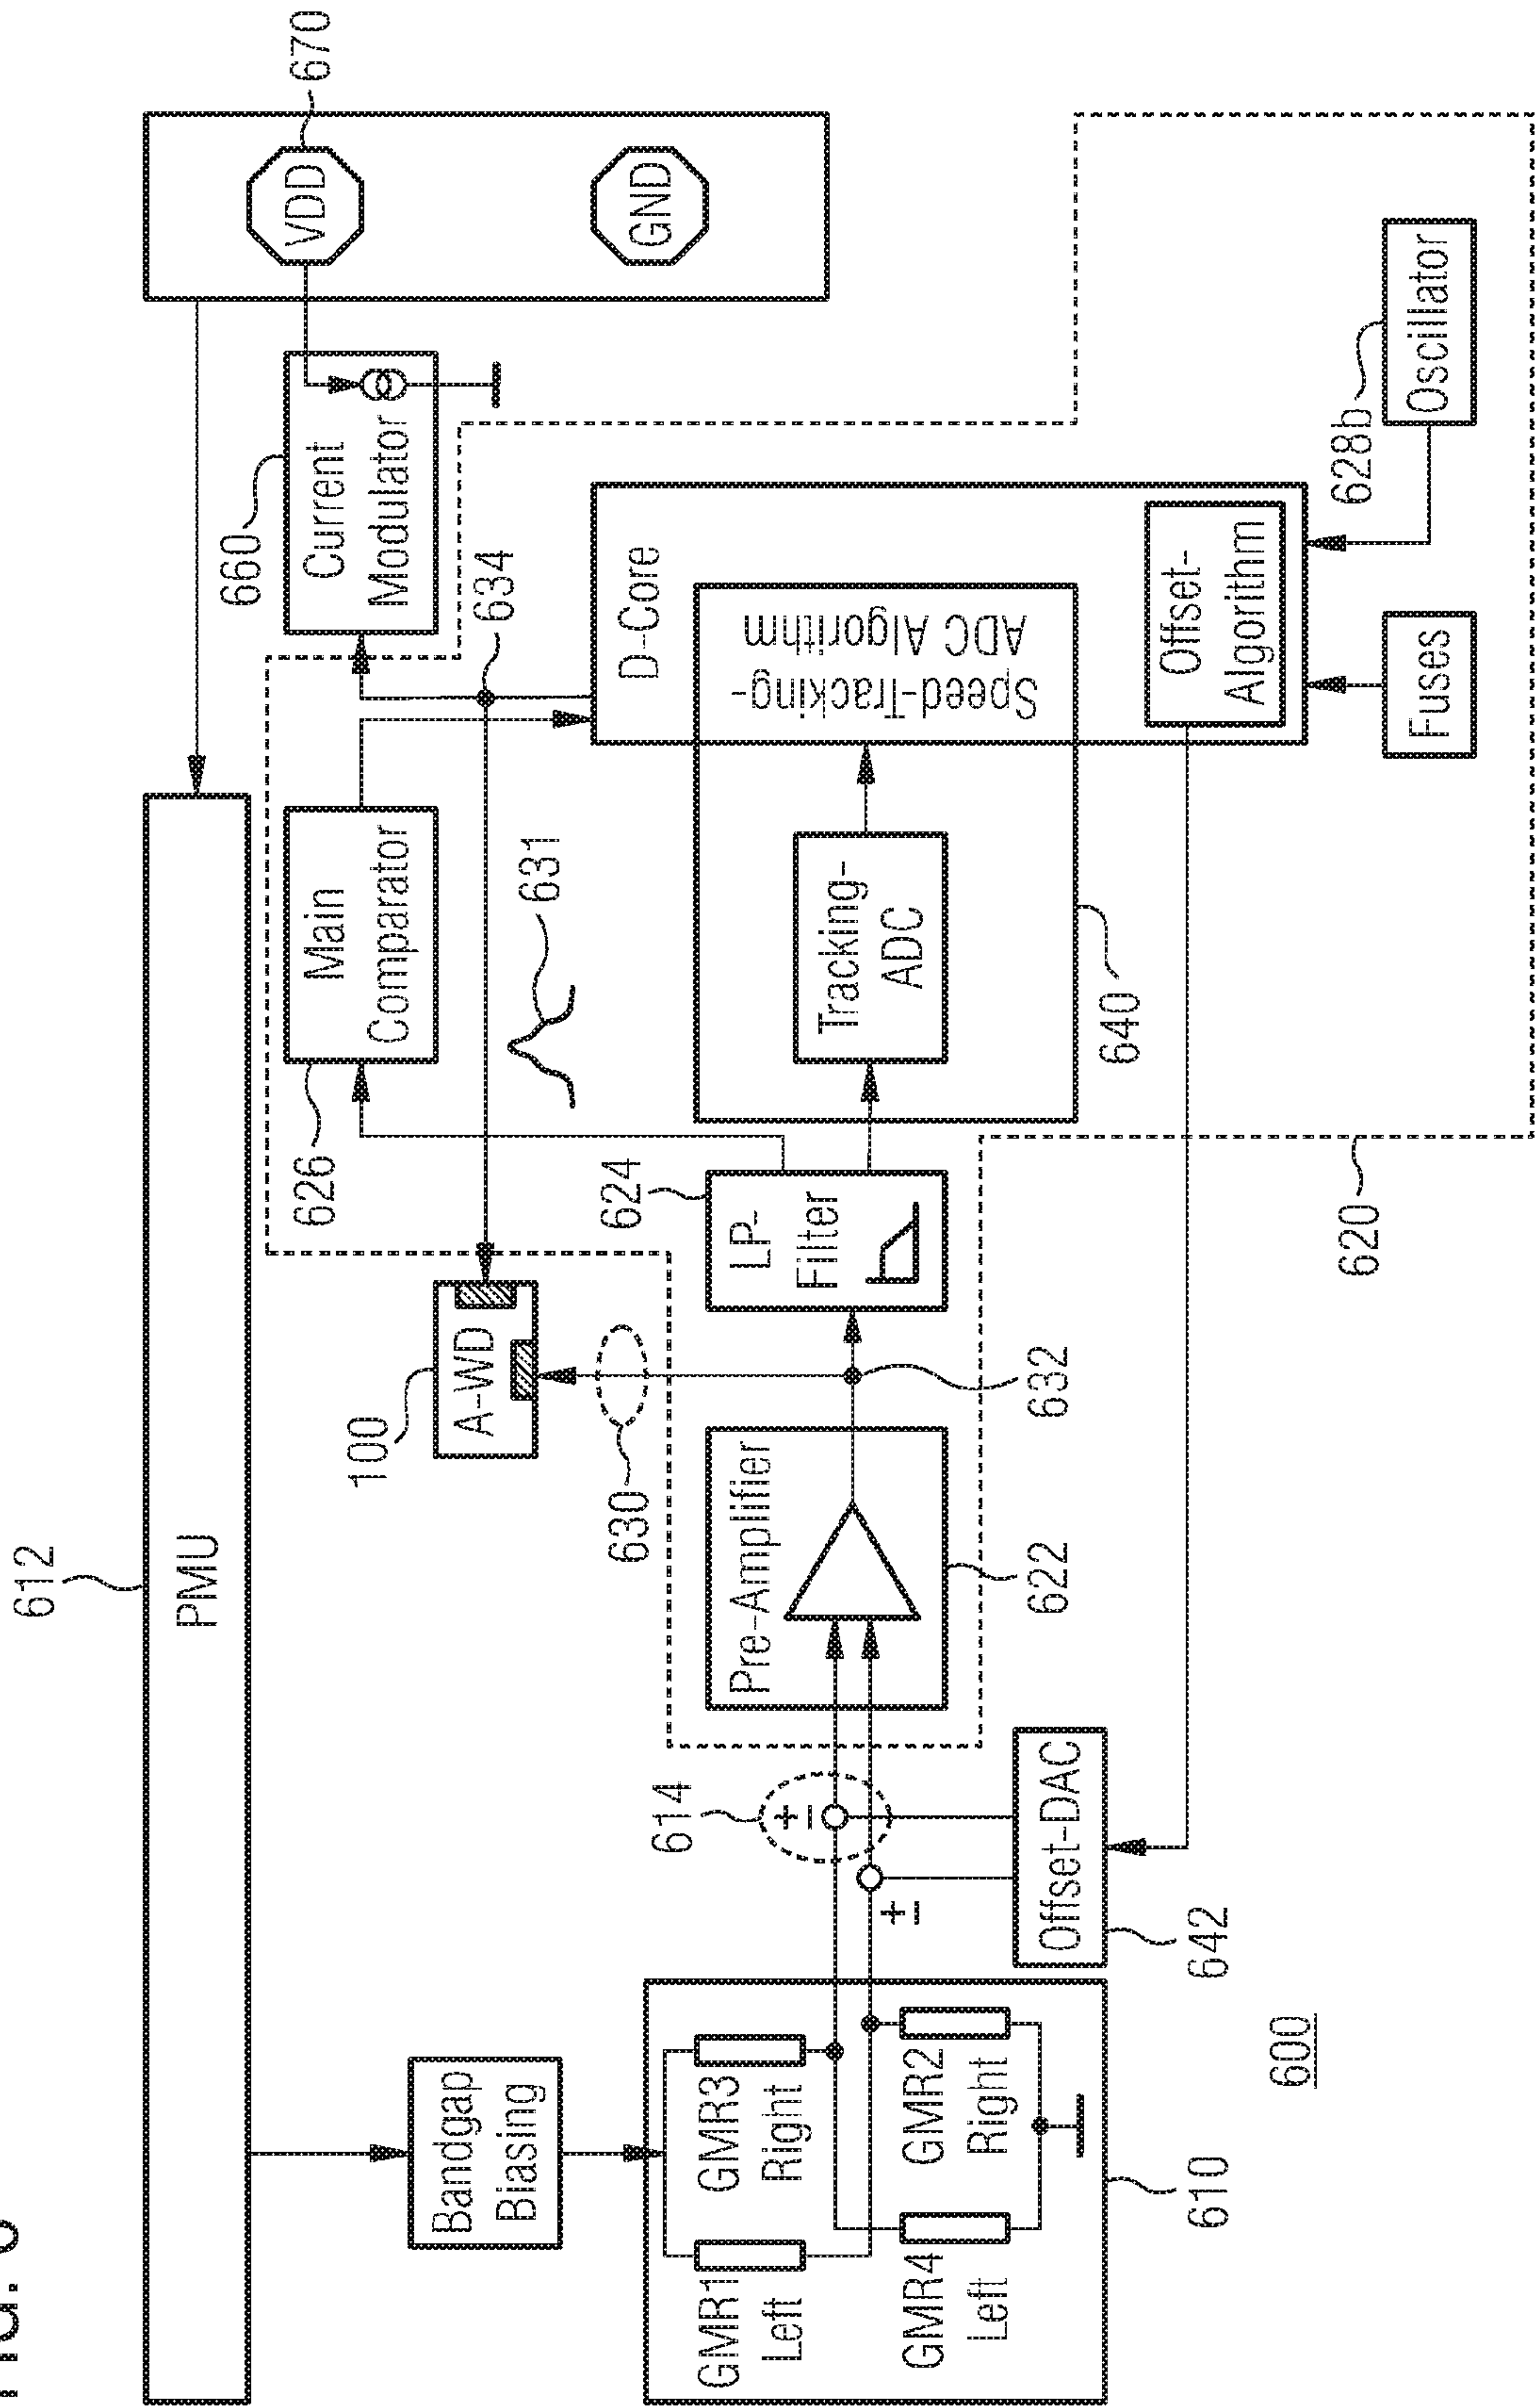 FIG. 6
612
PMU
670
VDD
GND
660
Current
Modulator
634
626
Main
Comparator
631
100
A-WD
630
Bandgap
Biasing
GMR1
Left
GMR3
Right
GMR4
Left
GMR2
Right
610
614
+
−
±
Offset-DAC
642
Pre-Amplifier
622
632
624
LP-
Filter
Tracking-
ADC
640
D-Core
Speed-Tracking-
ADC Algorithm
Offset-
Algorithm
Fuses
628b
Oscillator
620
600